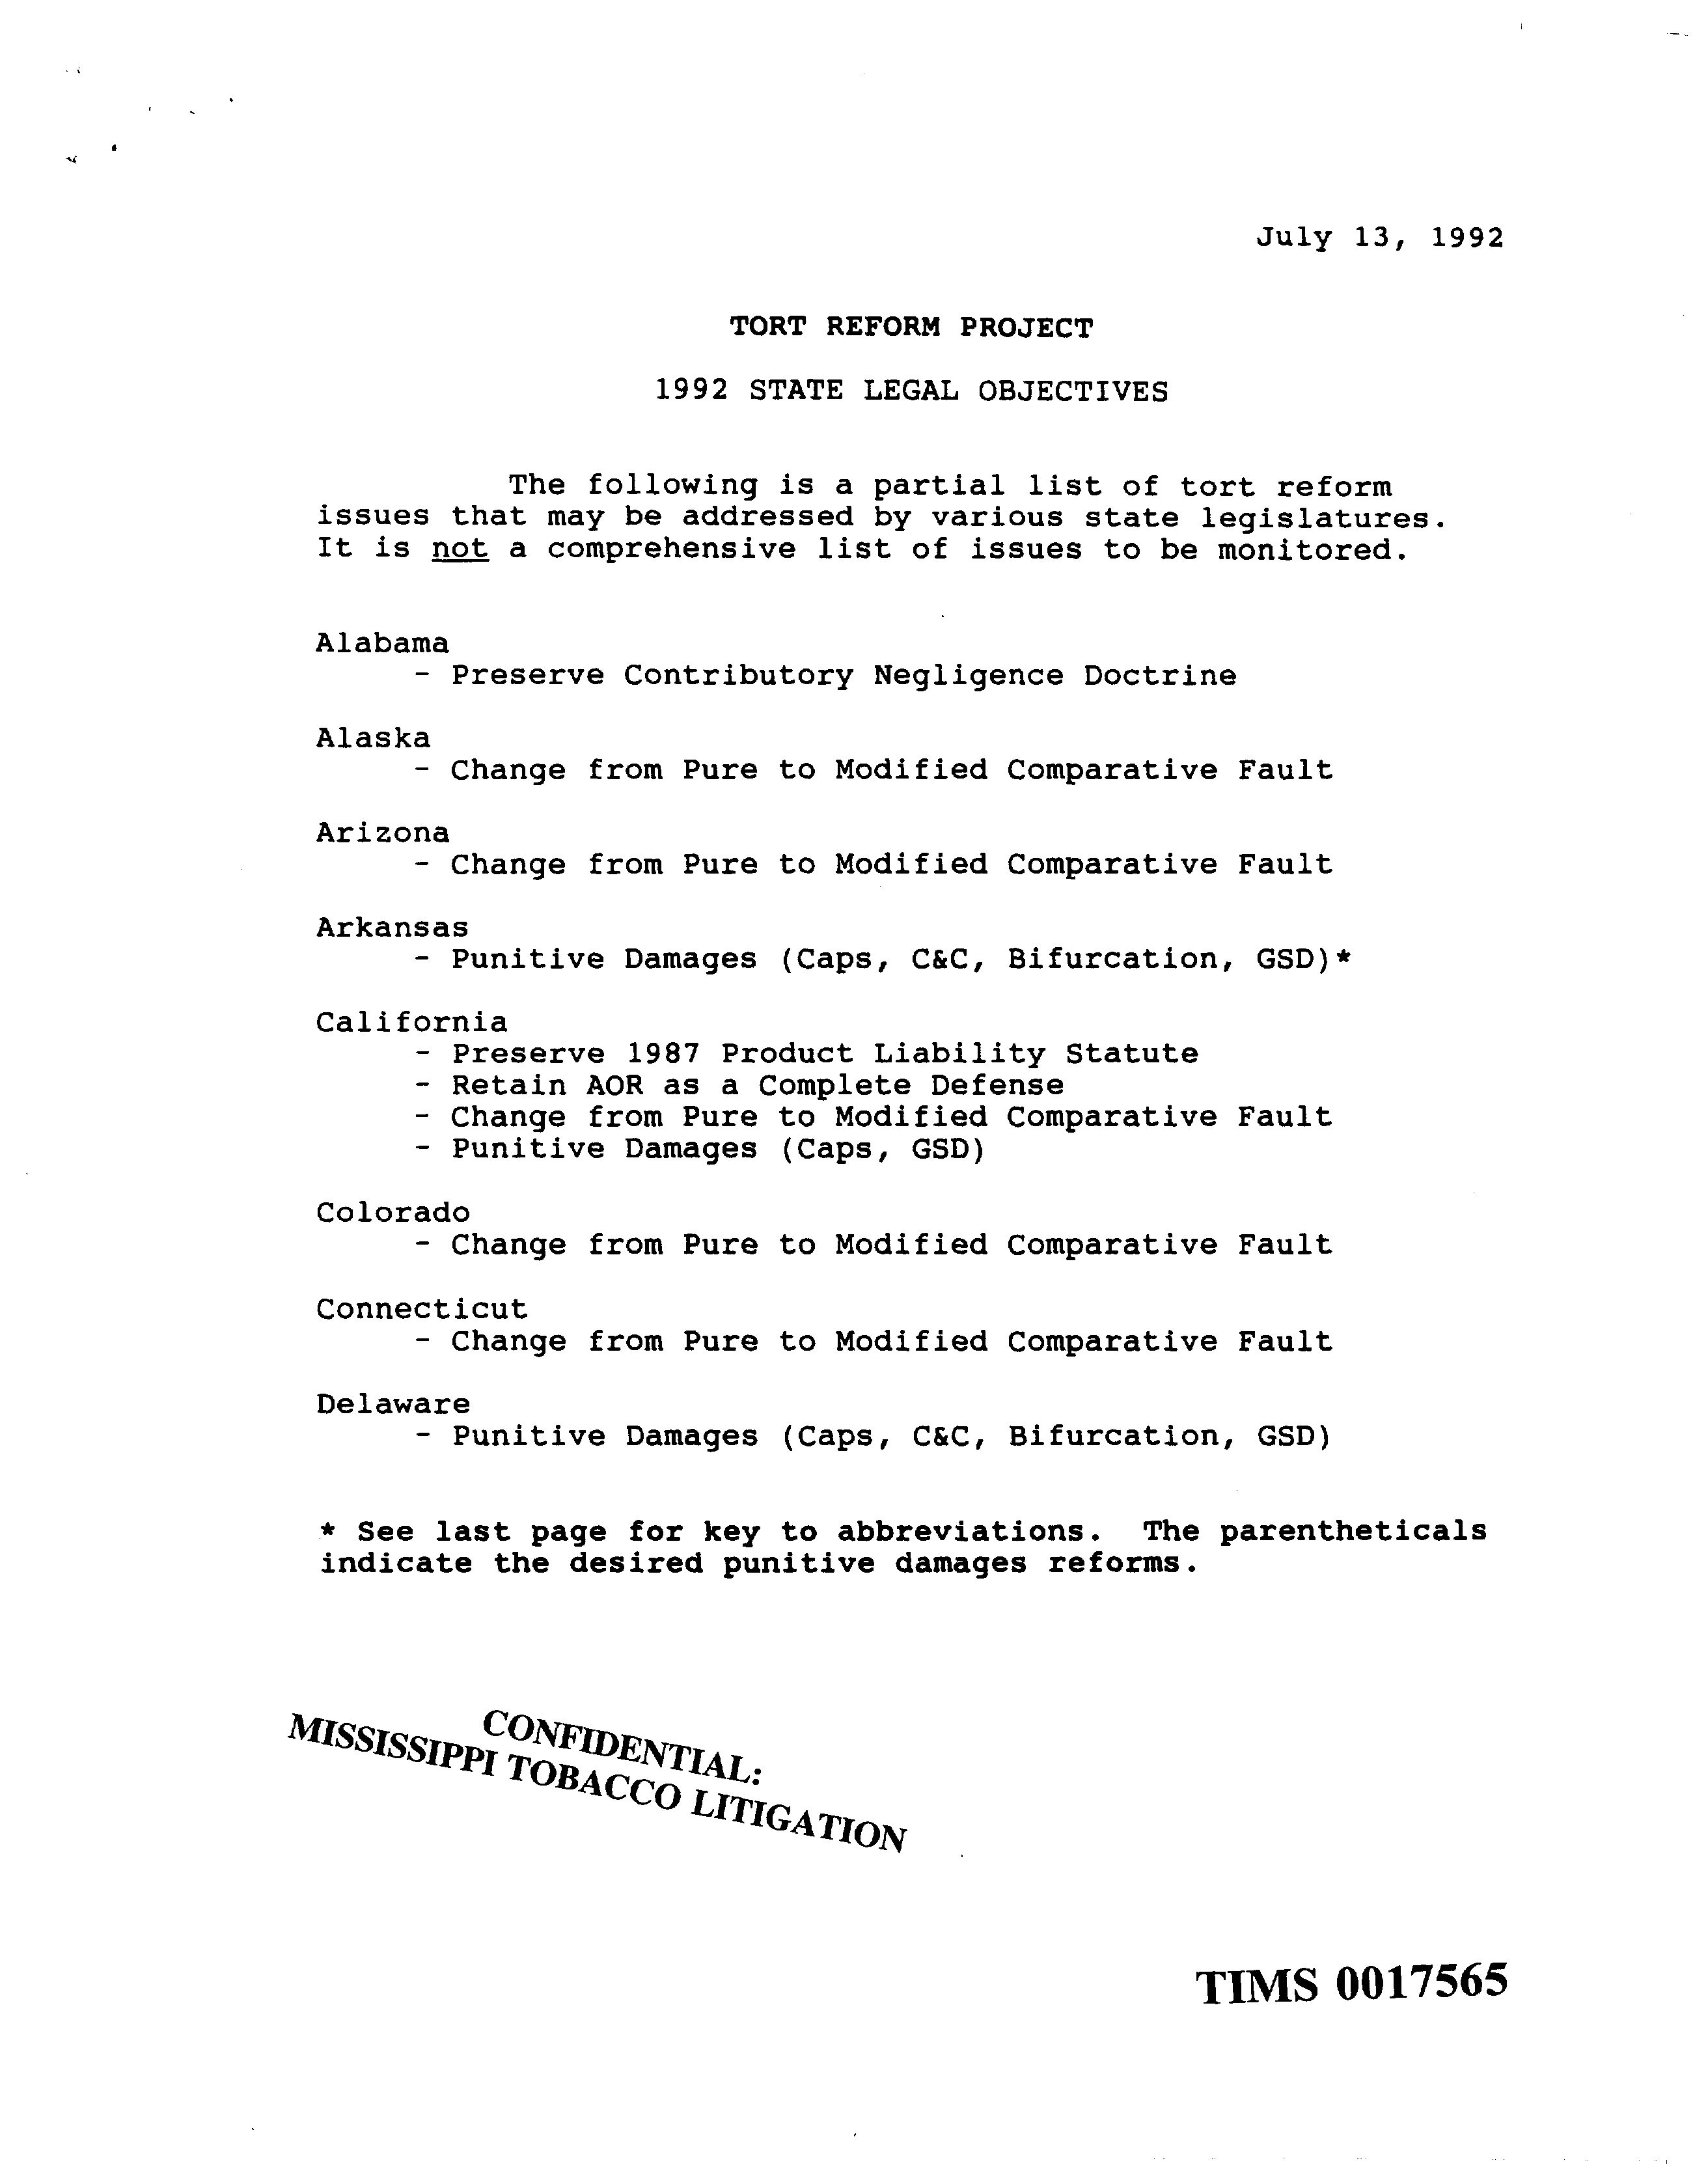 July 13, 1992
TORT REFORM PROJECT
1992 STATE LEGAL OBJECTIVES
The following is a partial list of tort reform
issues that may be addressed by various state legislatures.
It is not a comprehensive list of issues to be monitored.
Alabama
- Preserve Contributory Negligence Doctrine
Alaska
- Change from Pure to Modified Comparative Fault
Arizona
- Change from Pure to Modified Comparative Fault
Arkansas
- Punitive Damages (Caps, C&C, Bifurcation, GSD)*
California
- Preserve 1987 Product Liability Statute
- Retain AOR as a Complete Defense
- Change from Pure to Modified Comparative Fault
- Punitive Damages (Caps, GSD)
Colorado
- Change from Pure to Modified Comparative Fault
Connecticut
- Change from Pure to Modified Comparative Fault
Delaware
- Punitive Damages (Caps, C&C, Bifurcation, GSD)
* See last page for key to abbreviations. The parentheticals
indicate the desired punitive damages reforms.
CONFIDENTIAL:
MISSISSIPPI TOBACCO LITIGATION
TIMS 0017565